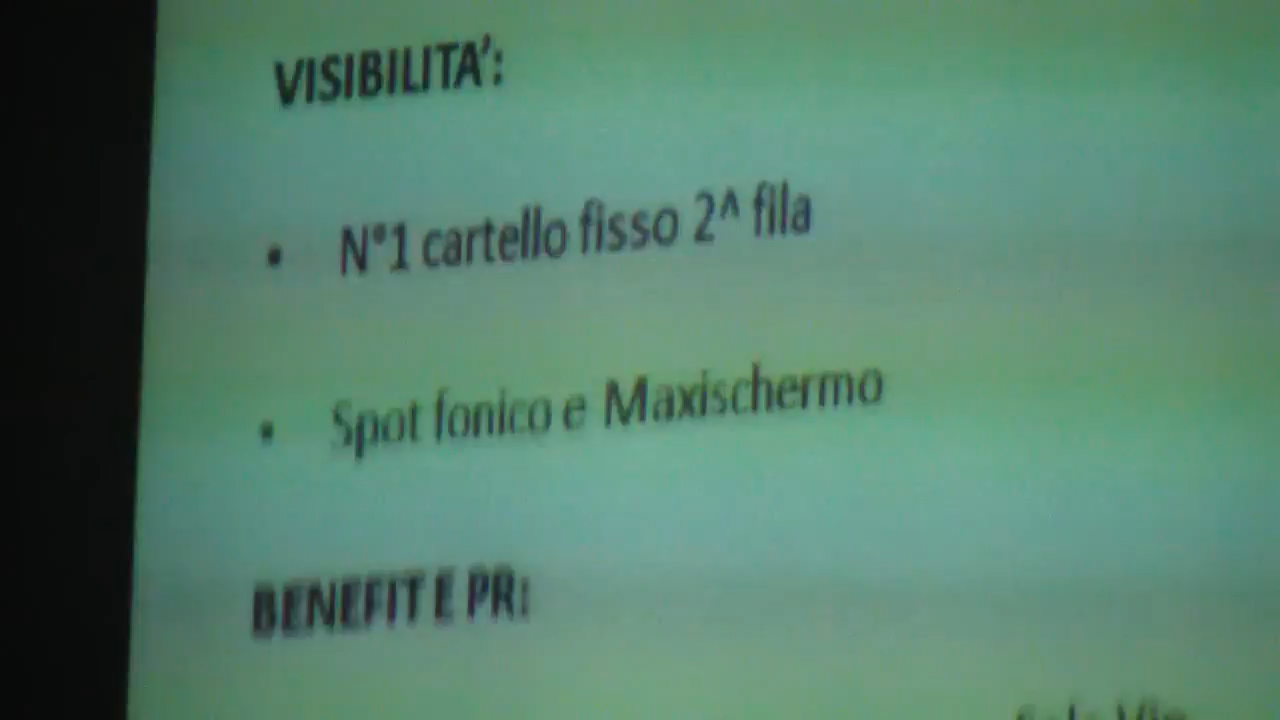 VISIBILITA’:
• N°1 cartello fisso 2^ fila
• Spot fonico e Maxischermo
BENEFIT E PR: